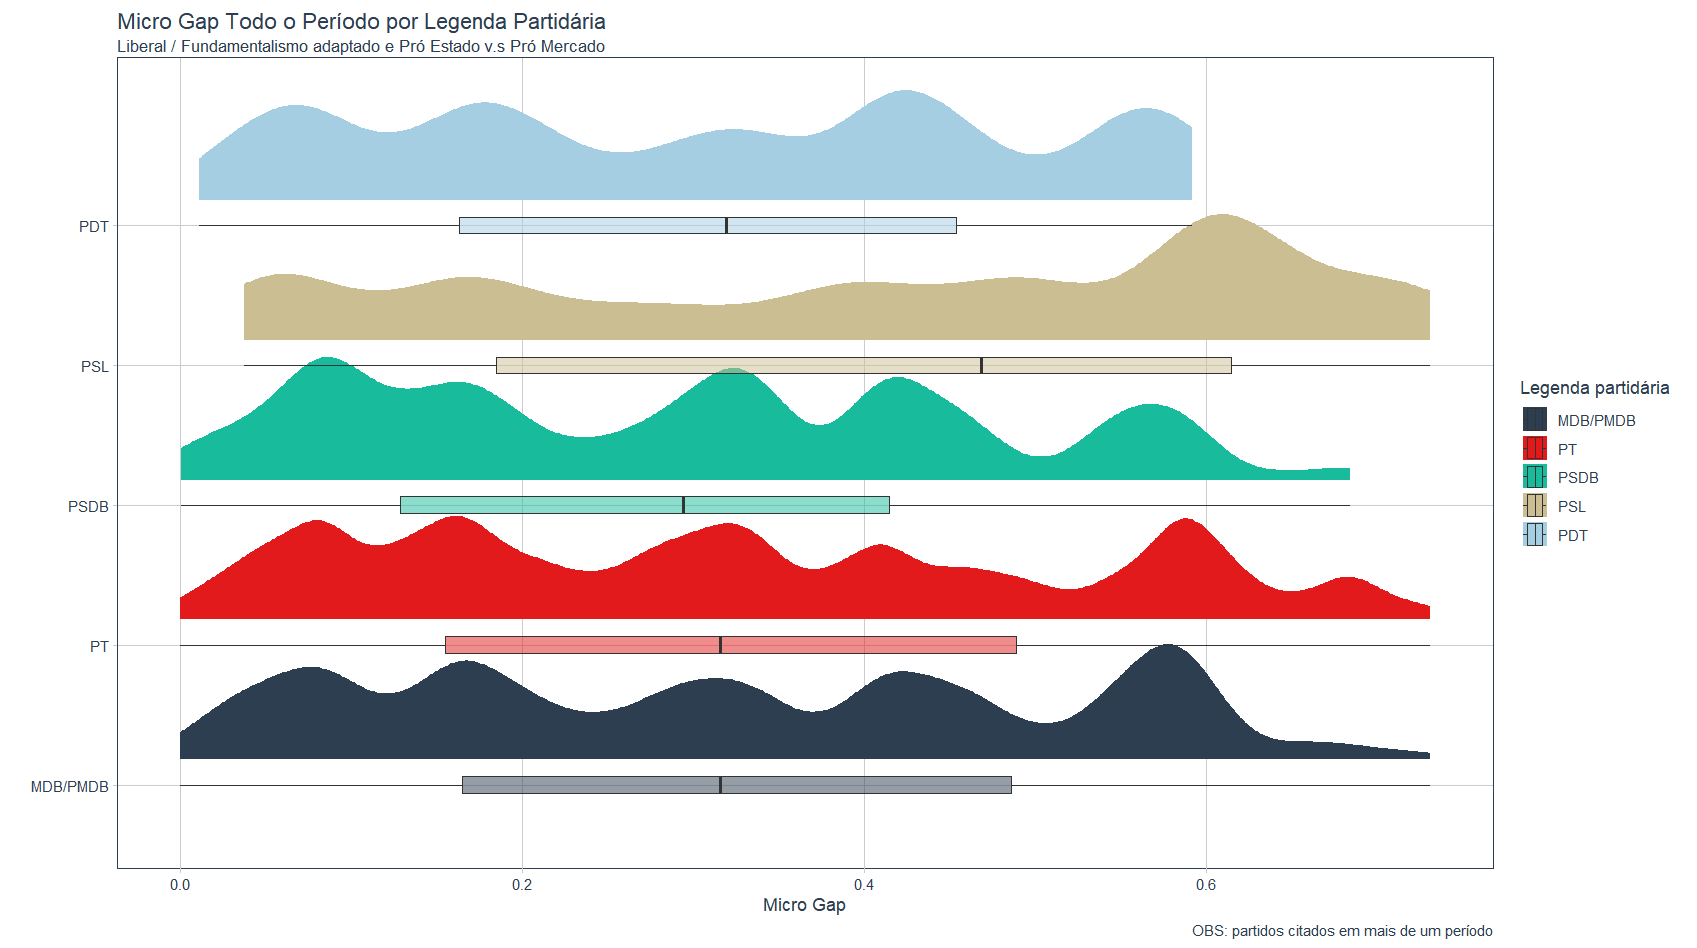 Micro Gap Todo o Período por Legenda Partidária
Liberal / Fundamentalismo adaptado e Pró Estado v.s Pró Mercado
PDT
PSL
PSDB
PT
MDB/PMDB
0.0
0.2
0.4
0.6
Micro Gap
Legenda partidária
MDB/PMDB
PT
PSDB
PSL
PDT
OBS: partidos citados em mais de um período